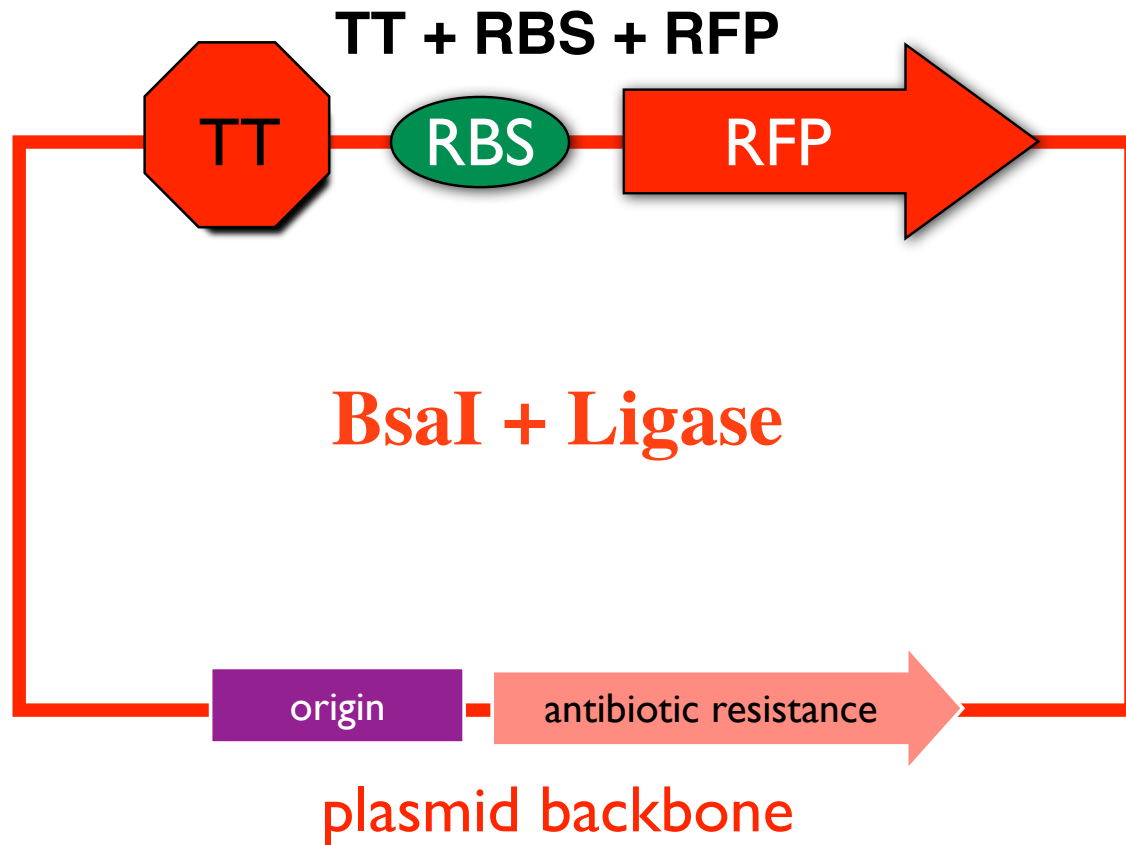 TT + RBS + RFP
TT
RBS
RFP
BsaI + Ligase
origin
antibiotic resistance
plasmid backbone